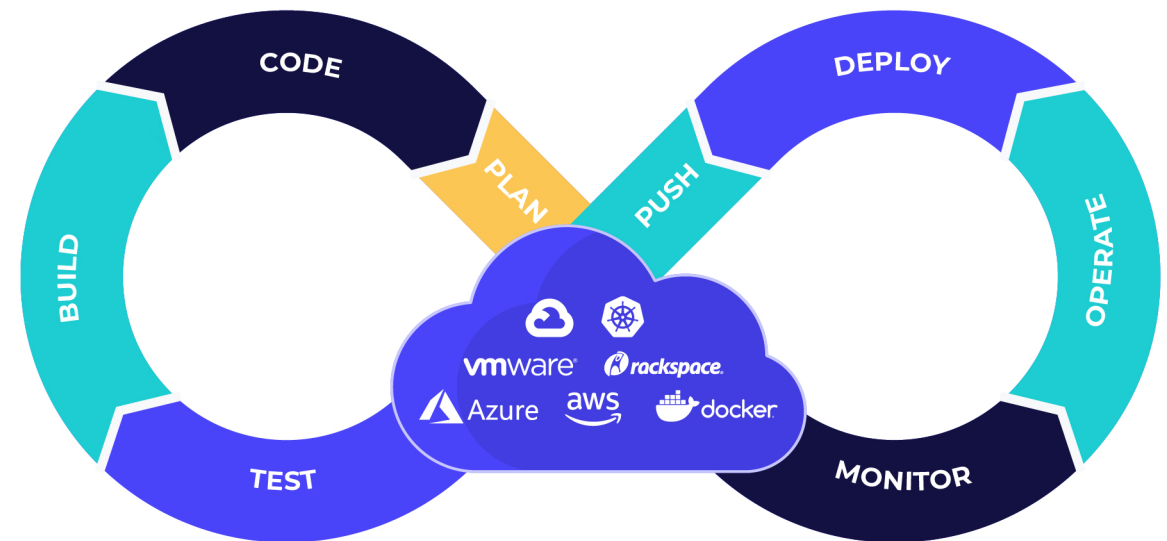 CODE
DEPLOY
PLAN
PUSH
BUILD
OPERATE
vmware®
rackspace.
Azure
aws
docker
TEST
MONITOR